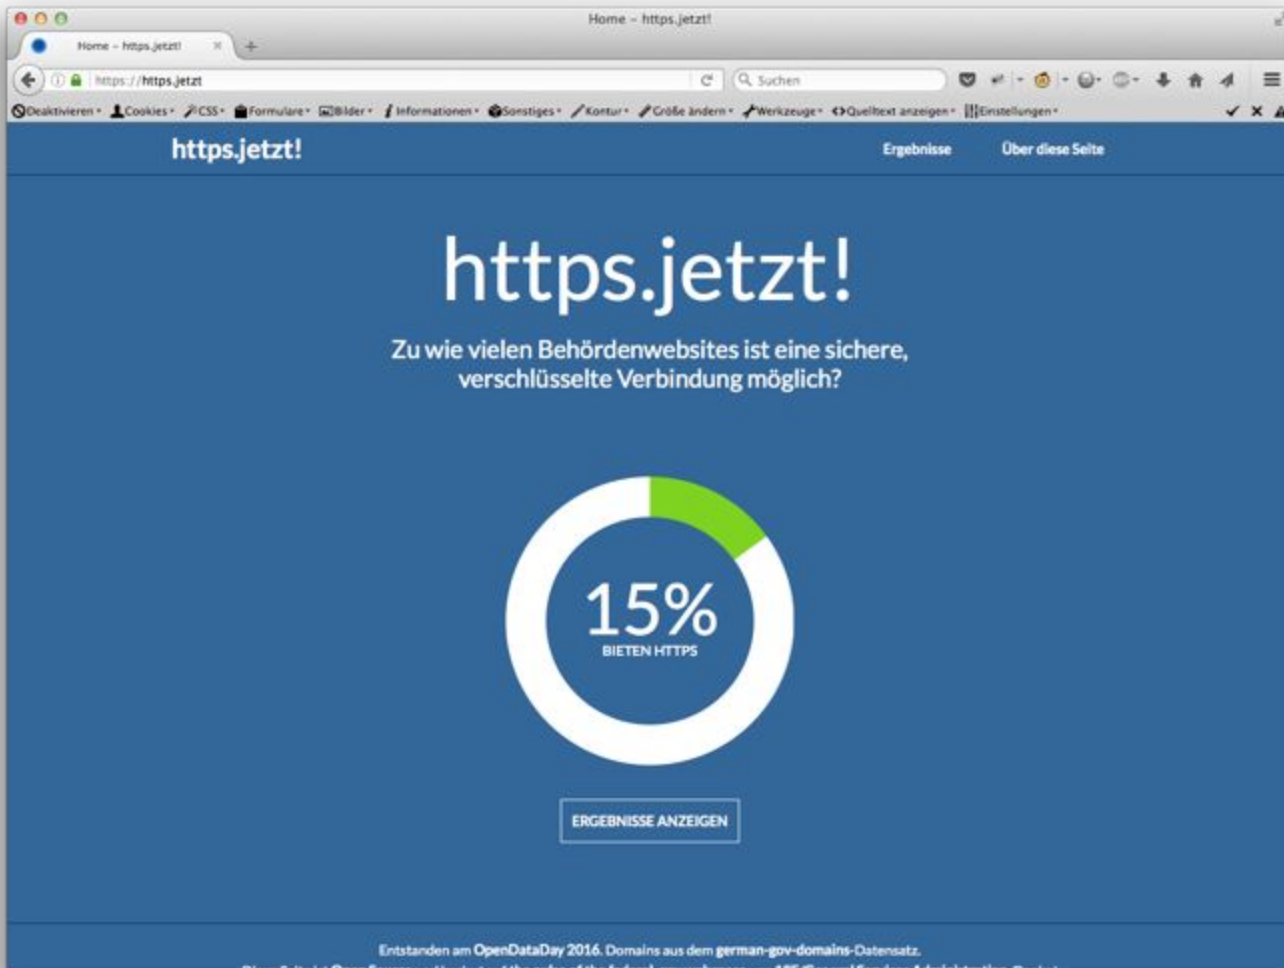 Home – https.jetzt!
Home – https.jetzt!
https://https.jetzt
Suchen
Deaktivieren Cookies CSS Formulare Bilder Informationen Sonstiges Kontur Größe ändern Werkzeuge Quelltext anzeigen Einstellungen
https.jetzt! Ergebnisse Über diese Seite
https.jetzt!
Zu wie vielen Behördenwebsites ist eine sichere,
verschlüsselte Verbindung möglich?
15%
BIETEN HTTPS
ERGEBNISSE ANZEIGEN
Entstanden am OpenDataDay 2016. Domains aus dem german-gov-domains-Datensatz.